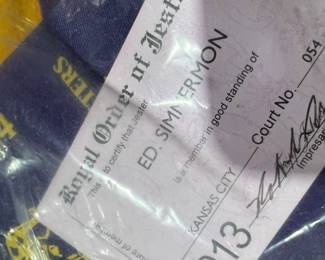 Royal Order of Jest
This is to certify that Jester
ED. SIMMERMON
is a member in good standing of
KANSAS CITY Court No. 054
013
Impresa
TERS